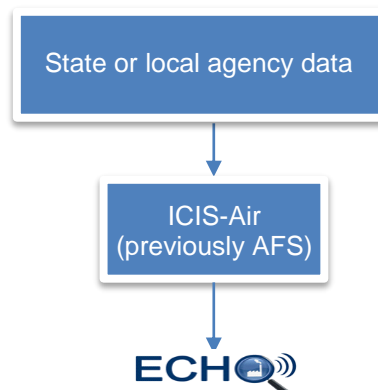 State or local agency data
ICIS-Air
(previously AFS)
ECHO